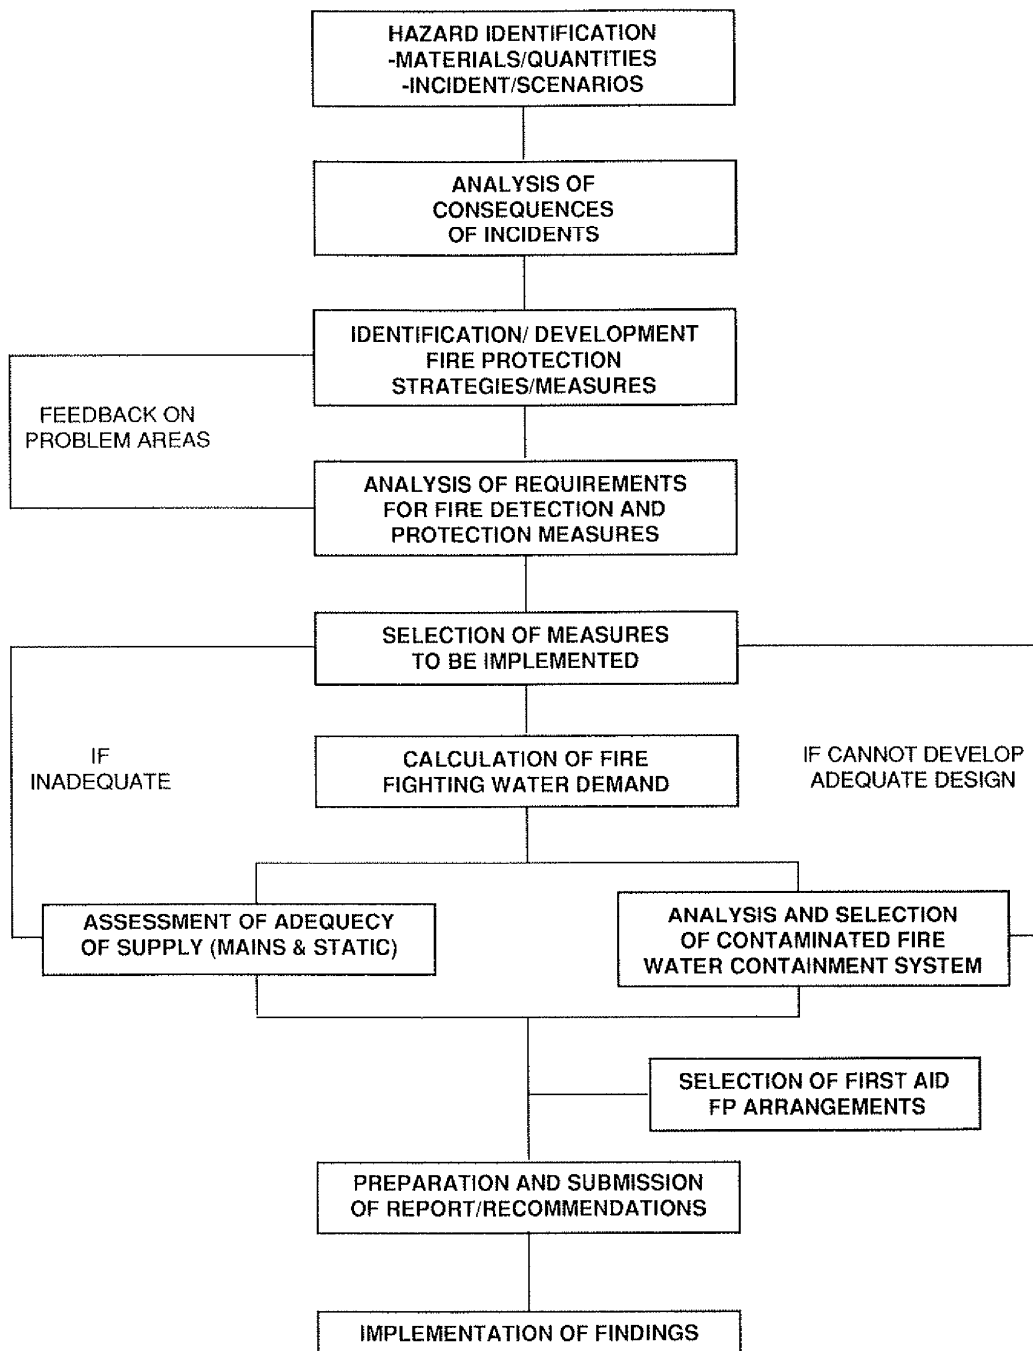 HAZARD IDENTIFICATION
-MATERIALS/QUANTITIES
-INCIDENT/SCENARIOS
ANALYSIS OF
CONSEQUENCES
OF INCIDENTS
IDENTIFICATION/ DEVELOPMENT
FIRE PROTECTION
STRATEGIES/MEASURES
FEEDBACK ON
PROBLEM AREAS
ANALYSIS OF REQUIREMENTS
FOR FIRE DETECTION AND
PROTECTION MEASURES
SELECTION OF MEASURES
TO BE IMPLEMENTED
IF
INADEQUATE
CALCULATION OF FIRE
FIGHTING WATER DEMAND
IF CANNOT DEVELOP
ADEQUATE DESIGN
ASSESSMENT OF ADEQUECY
OF SUPPLY (MAINS & STATIC)
ANALYSIS AND SELECTION
OF CONTAMINATED FIRE
WATER CONTAINMENT SYSTEM
SELECTION OF FIRST AID
FP ARRANGEMENTS
PREPARATION AND SUBMISSION
OF REPORT/RECOMMENDATIONS
IMPLEMENTATION OF FINDINGS